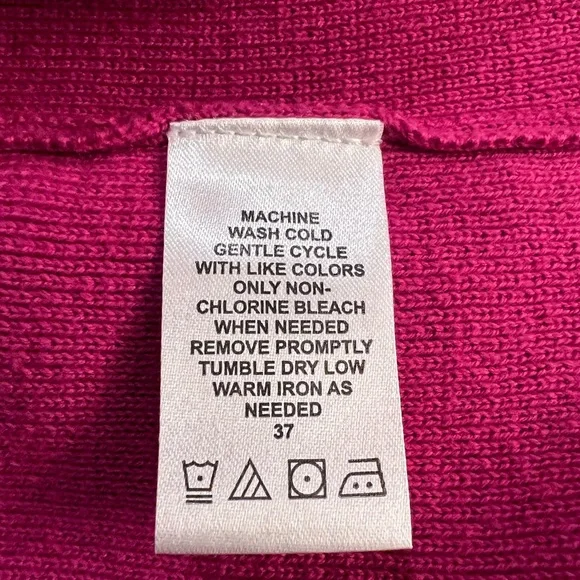 MACHINE
WASH COLD
GENTLE CYCLE
WITH LIKE COLORS
ONLY NON-
CHLORINE BLEACH
WHEN NEEDED
REMOVE PROMPTLY
TUMBLE DRY LOW
WARM IRON AS
NEEDED
37